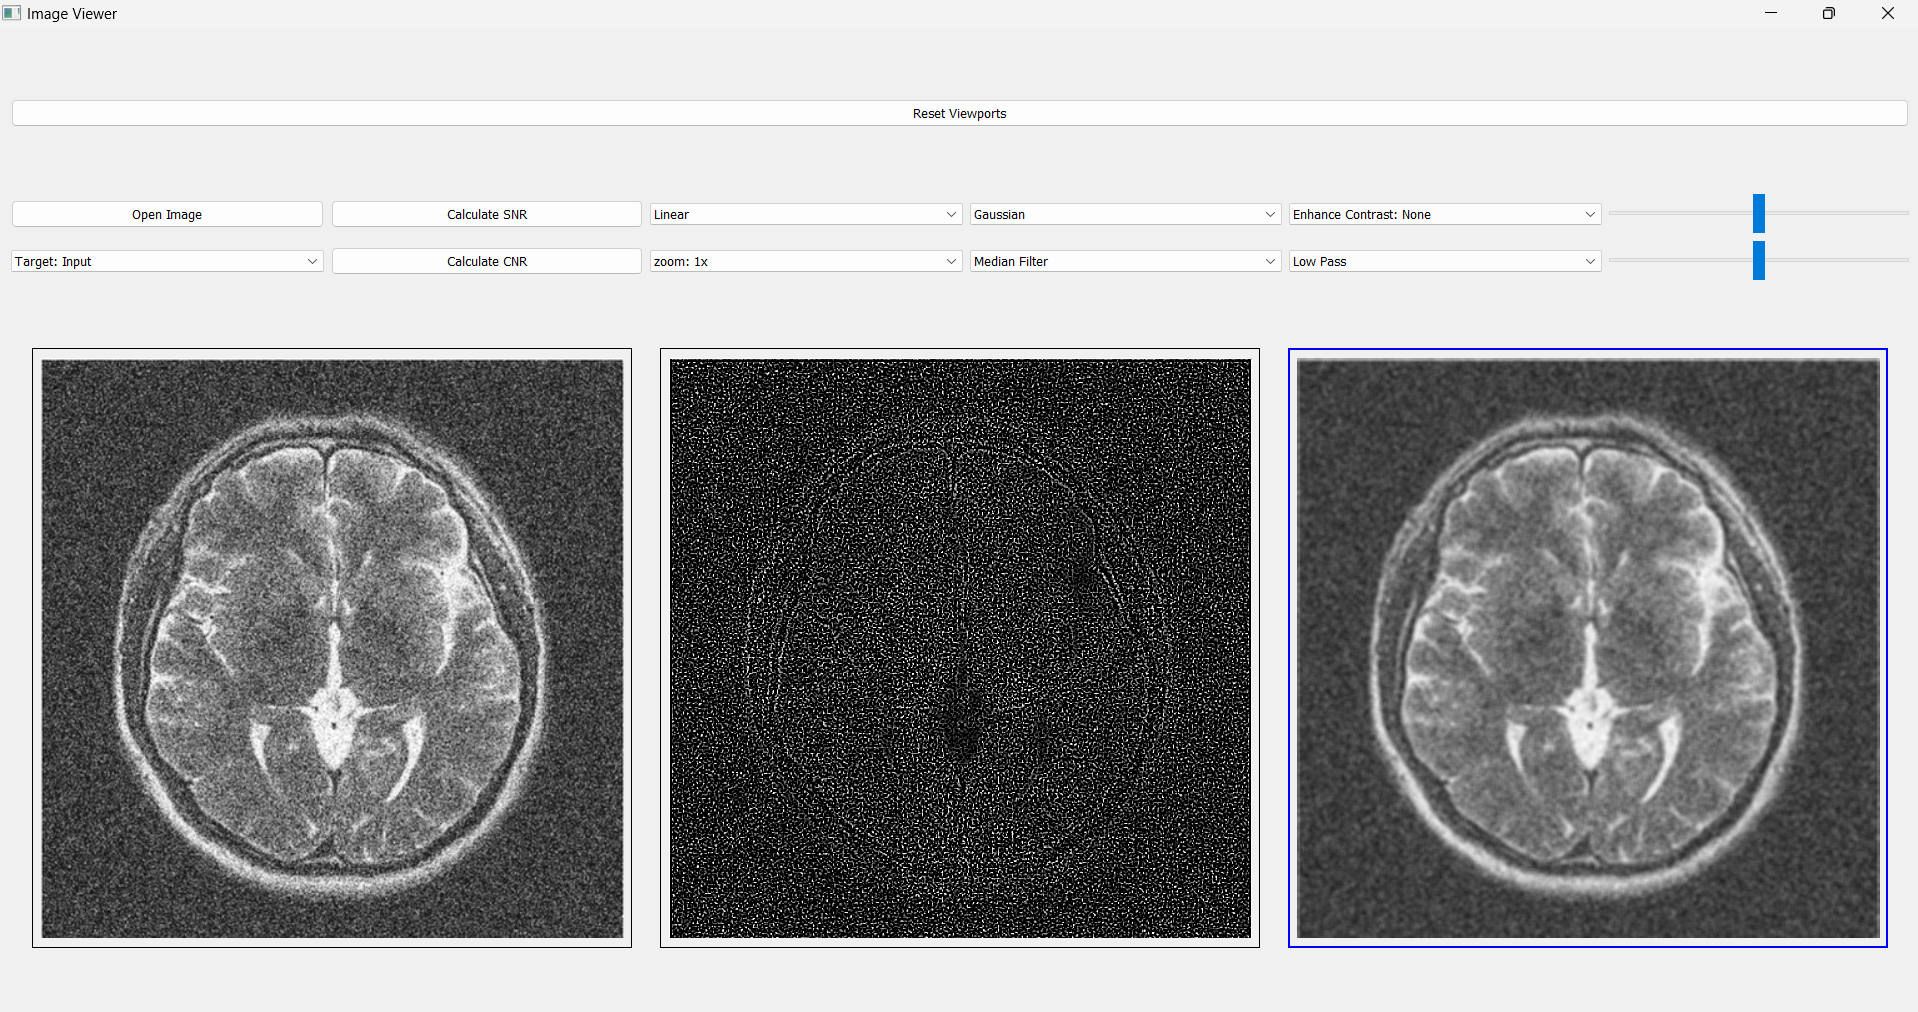 Image Viewer
Reset Viewports
Open Image
Calculate SNR
Linear
Gaussian
Enhance Contrast: None
Target: Input
Calculate CNR
zoom: 1x
Median Filter
Low Pass